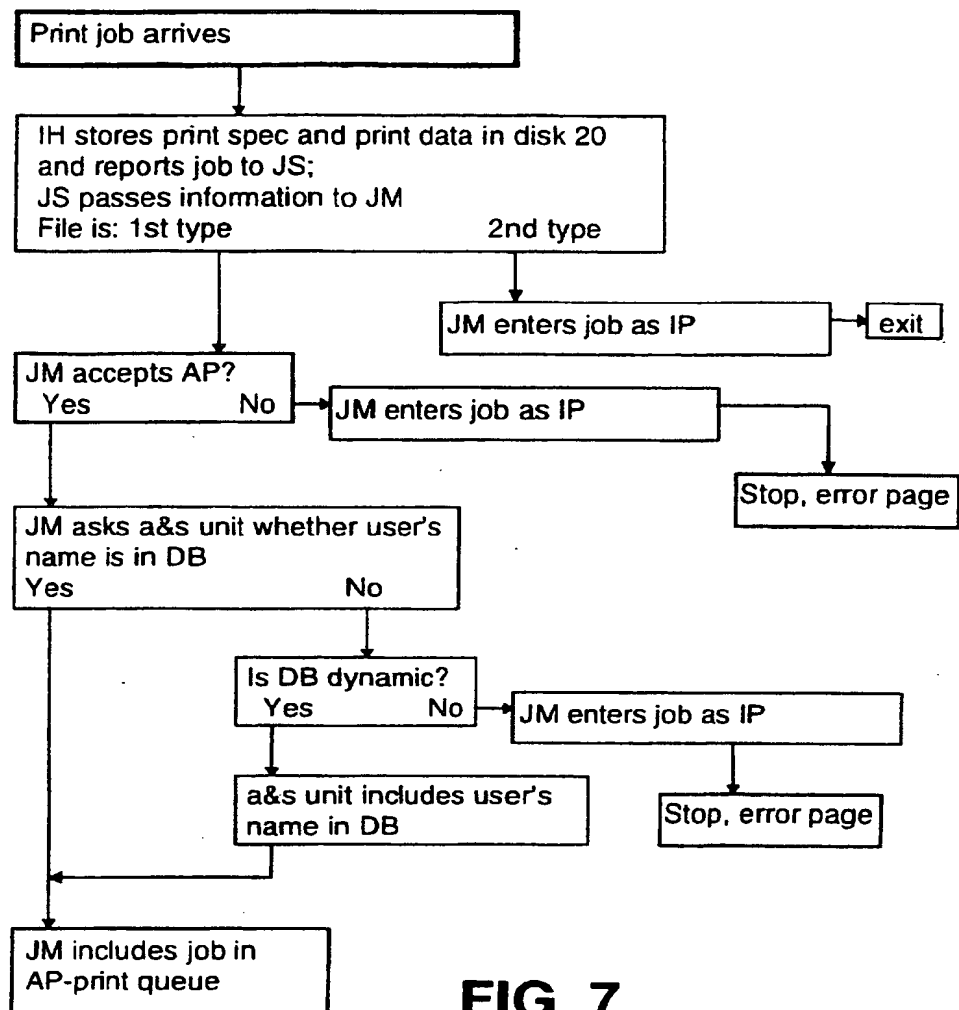 Print job arrives
IH stores print spec and print data in disk 20
and reports job to JS;
JS passes information to JM
File is: 1st type 2nd type
JM enters job as IP
exit
JM accepts AP?
Yes No
JM enters job as IP
Stop, error page
JM asks a&s unit whether user's
name is in DB
Yes No
Is DB dynamic?
Yes No
JM enters job as IP
a&s unit includes user's
name in DB
Stop, error page
JM includes job in
AP-print queue
FIG. 7